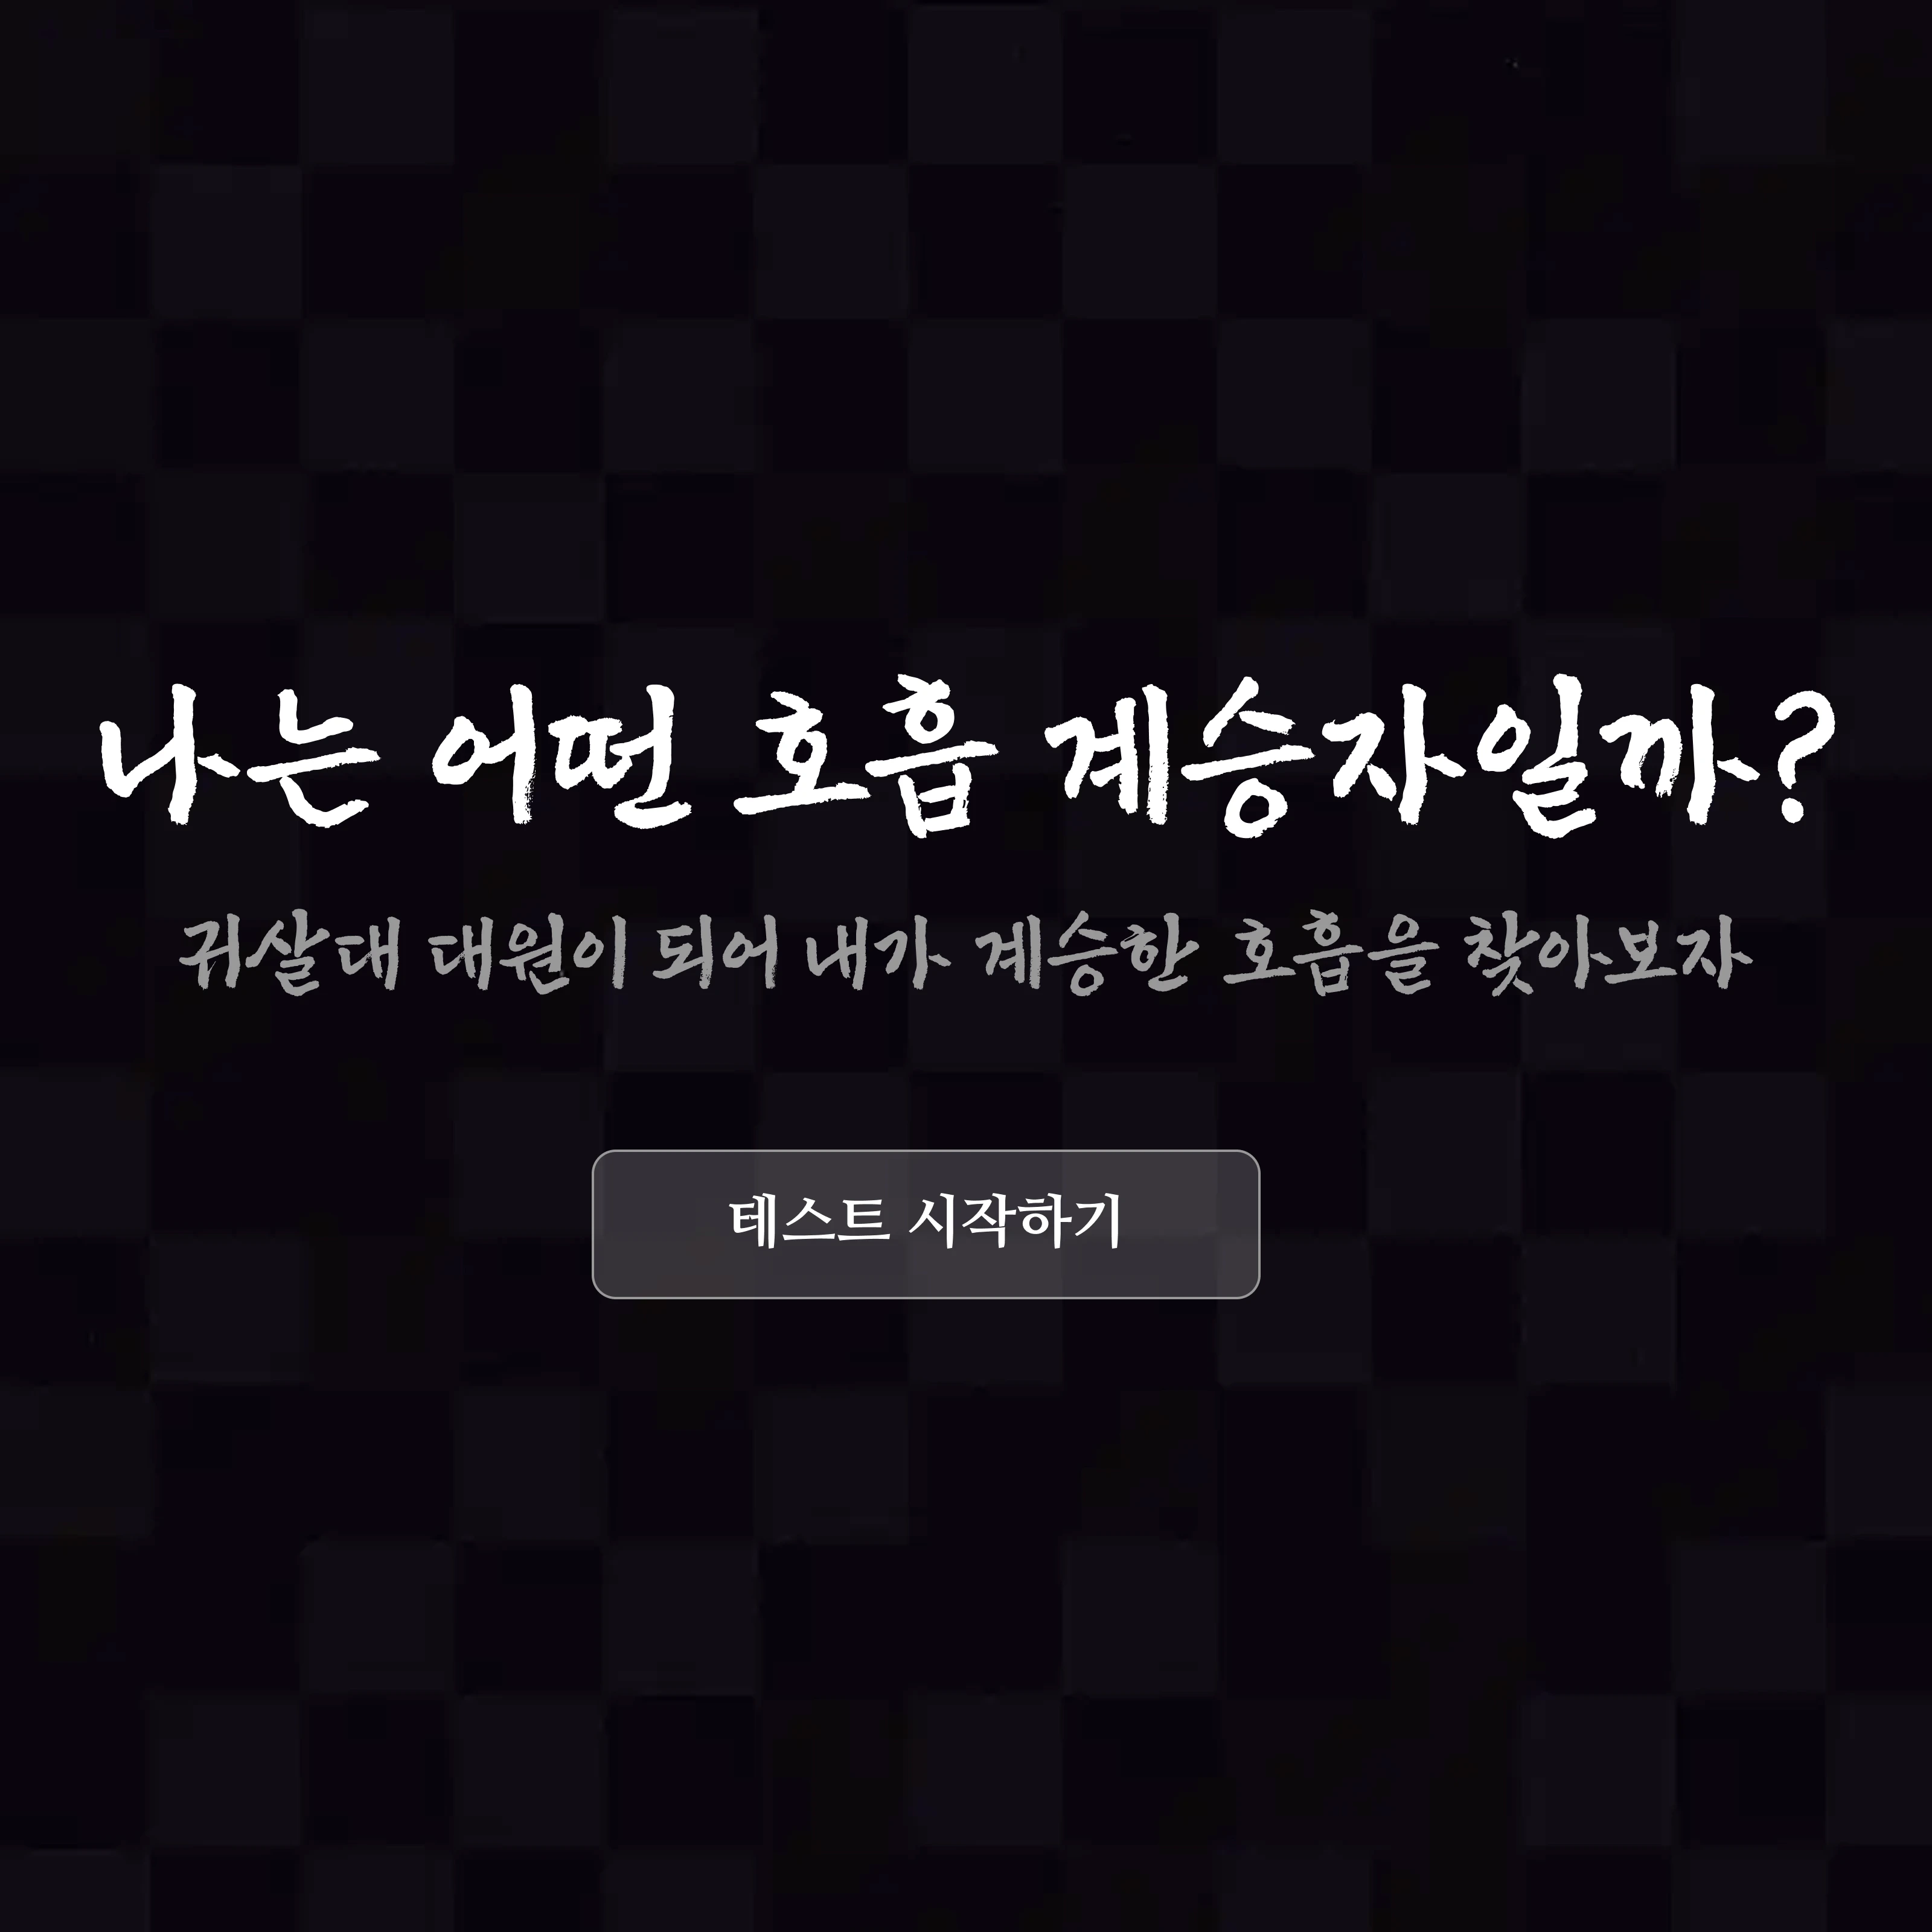 나는 어떤 호흡 계승자일까?
귀살대 대원이 되어 내가 계승한 호흡을 찾아보자
테스트 시작하기